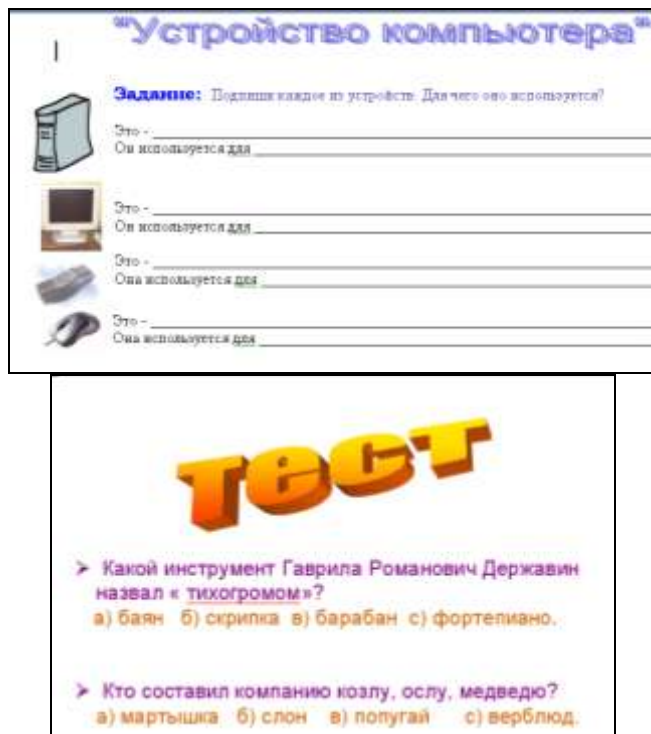 "Устройство компьютера"
Задание: Подпиши каждое из устройств. Для чего оно используется?
Это -
Он используется для
Это -
Он используется для
Это -
Она используется для
Это -
Она используется для
Тест
➤ Какой инструмент Гаврила Романович Державин
назвал « тихогромом»?
а) баян б) скрипка в) барабан с) фортепиано.
➤ Кто составил компанию козлу, ослу, медведю?
а) мартышка б) слон в) попугай с) верблюд.